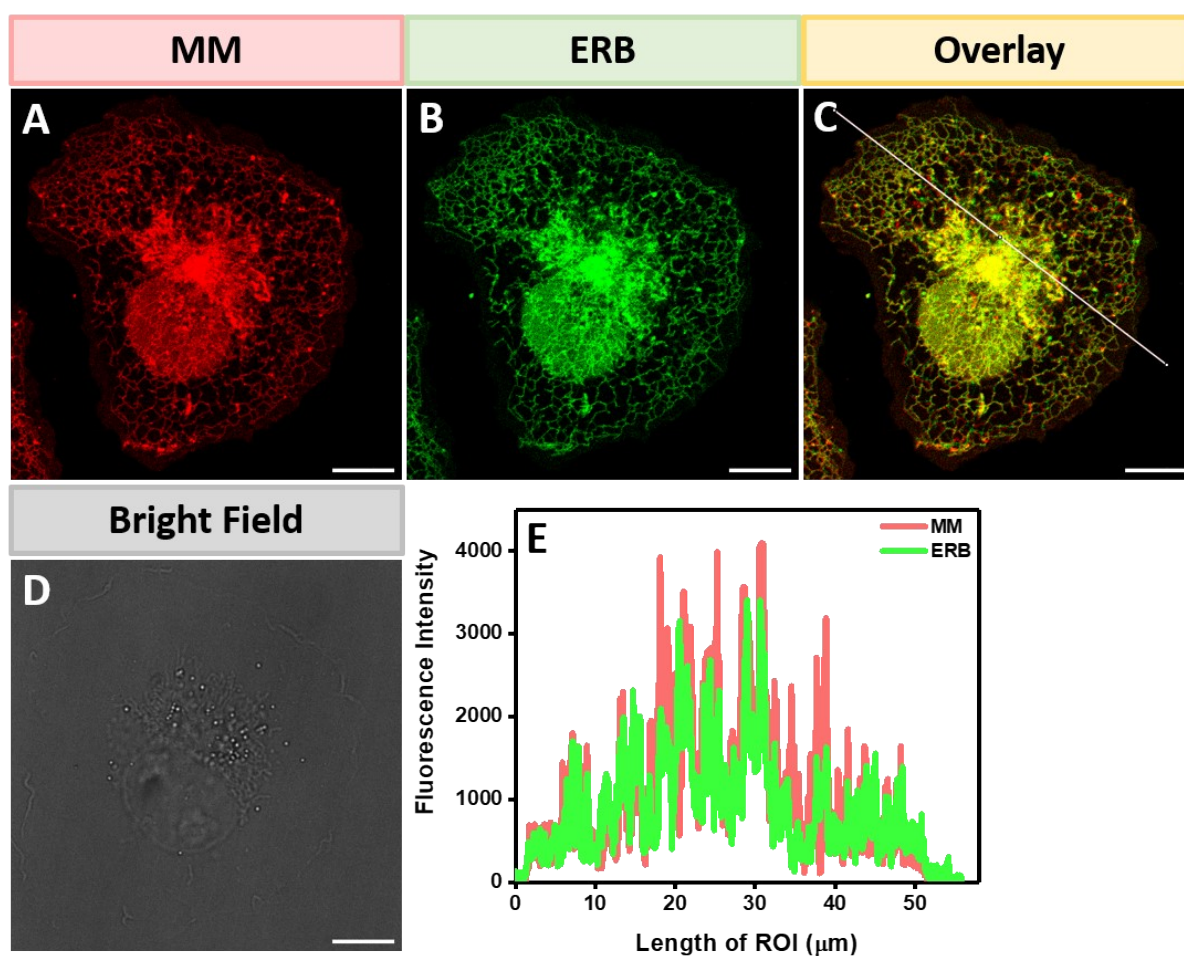 MM
ERB
Overlay
A
B
C
Bright Field
D
E
MM
ERB
Fluorescence Intensity
4000
3000
2000
1000
0
0 10 20 30 40 50
Length of ROI (μm)